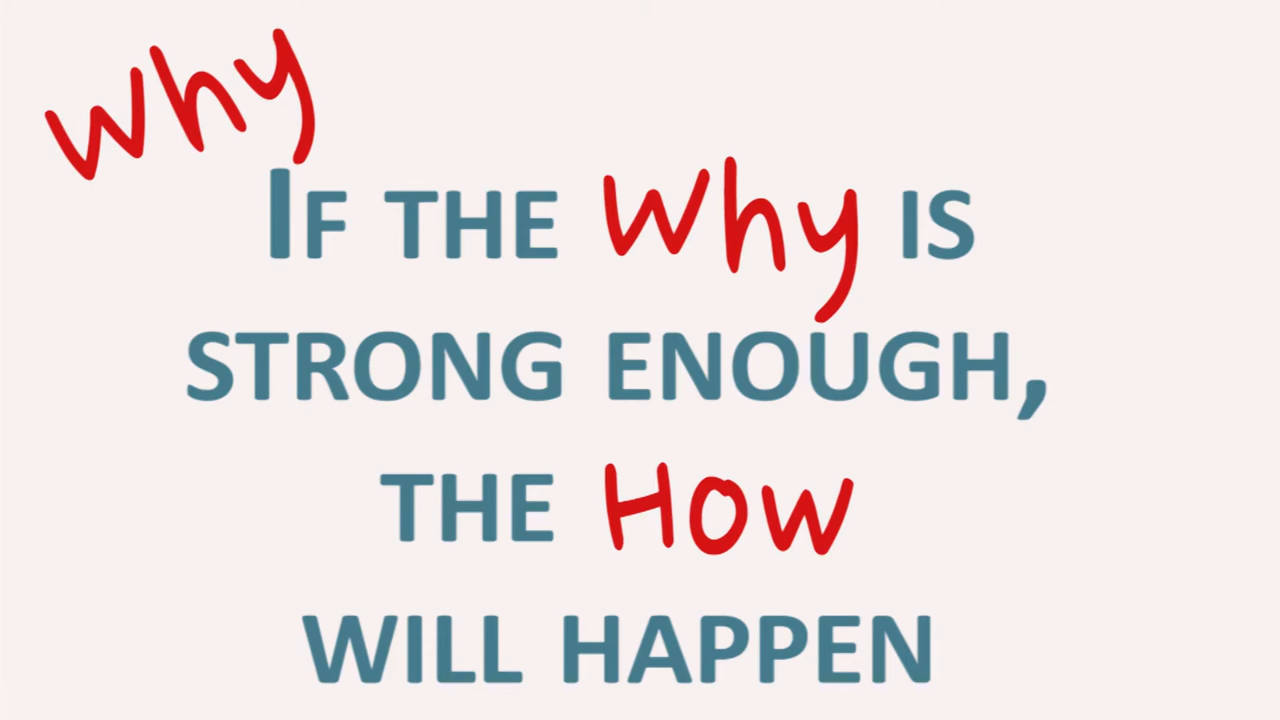 Why
IF THE Why IS
STRONG ENOUGH,
THE How
WILL HAPPEN